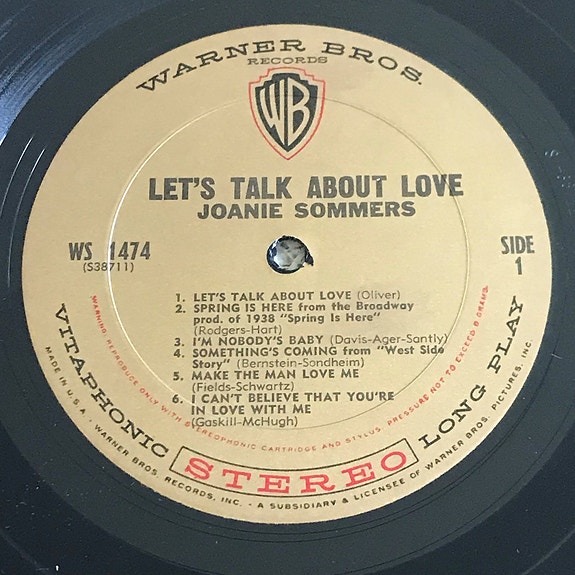 WARNER BROS.
RECORDS
WB
LET'S TALK ABOUT LOVE
JOANIE SOMMERS
WS 1474
(S38711)
SIDE
1
1. LET'S TALK ABOUT LOVE (Oliver)
2. SPRING IS HERE from the Broadway
prod. of 1938 "Spring Is Here"
(Rodgers-Hart)
3. I'M NOBODY'S BABY (Davis-Ager-Santly)
4. SOMETHING'S COMING from "West Side
Story" (Bernstein-Sondheim)
5. MAKE THE MAN LOVE ME
(Fields-Schwartz)
6. I CAN'T BELIEVE THAT YOU'RE
IN LOVE WITH ME
(Gaskill-McHugh)
WARNING: REPRODUCE ONLY WITH STEREOPHONIC CARTRIDGE AND STYLUS. PRESSURE NOT TO EXCEED 6 GRAMS.
VITAPHONIC STEREO LONG PLAY
MADE IN U.S.A. - WARNER BROS. RECORDS, INC. - A SUBSIDIARY & LICENSEE OF WARNER BROS. PICTURES, INC.